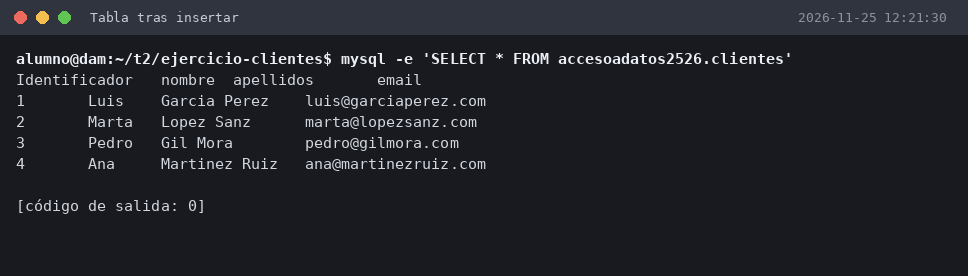 Tabla tras insertar 2026-11-25 12:21:30
alumno@dam:~/t2/ejercicio-clientes$ mysql -e 'SELECT * FROM accesoadatos2526.clientes'
Identificador nombre apellidos email
1 Luis Garcia Perez luis@garciaperez.com
2 Marta Lopez Sanz marta@lopezsanz.com
3 Pedro Gil Mora pedro@gilmora.com
4 Ana Martinez Ruiz ana@martinezruiz.com
[código de salida: 0]